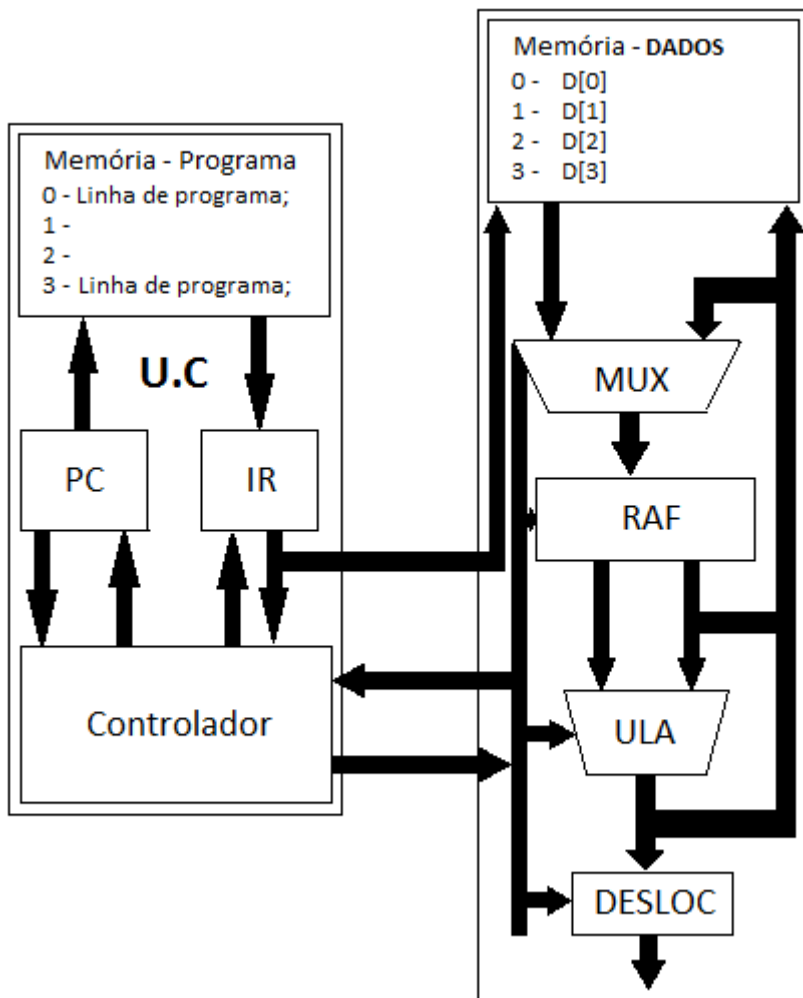 Memória - DADOS
0 - D[0]
1 - D[1]
2 - D[2]
3 - D[3]
Memória - Programa
0 - Linha de programa;
1 -
2 -
3 - Linha de programa;
U.C
MUX
PC
IR
RAF
Controlador
ULA
DESLOC